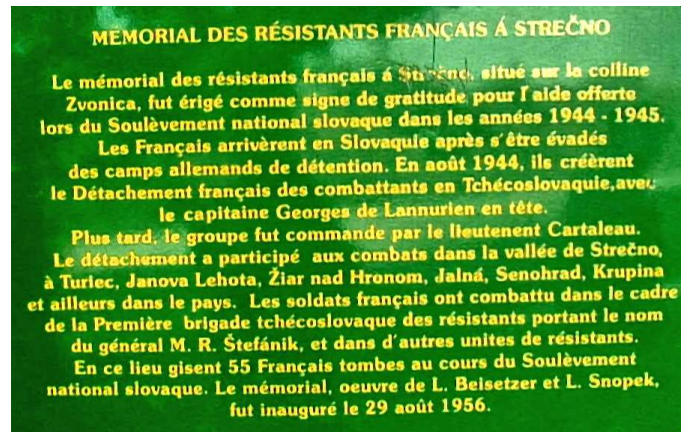 MEMORIAL DES RÉSISTANTS FRANÇAIS Á STREČNO
Le mémorial des résistants français á Strečno, situé sur la colline
Zvonica, fut érigé comme signe de gratitude pour l'aide offerte
lors du Soulèvement national slovaque dans les années 1944 - 1945.
Les Français arrivèrent en Slovaquie après s'être évadés
des camps allemands de détention. En août 1944, ils créèrent
le Détachement français des combattants en Tchécoslovaquie,avec
le capitaine Georges de Lannurien en tête.
Plus tard, le groupe fut commande par le lieutenent Cartaleau.
Le détachement a participé aux combats dans la vallée de Strečno,
à Turiec, Janova Lehota, Žiar nad Hronom, Jalná, Senohrad, Krupina
et ailleurs dans le pays. Les soldats français ont combattu dans le cadre
de la Première brigade tchécoslovaque des résistants portant le nom
du général M. R. Štefánik, et dans d'autres unites de résistants.
En ce lieu gisent 55 Français tombes au cours du Soulèvement
national slovaque. Le mémorial, oeuvre de L. Belsetzer et L. Snopek,
fut inauguré le 29 août 1956.